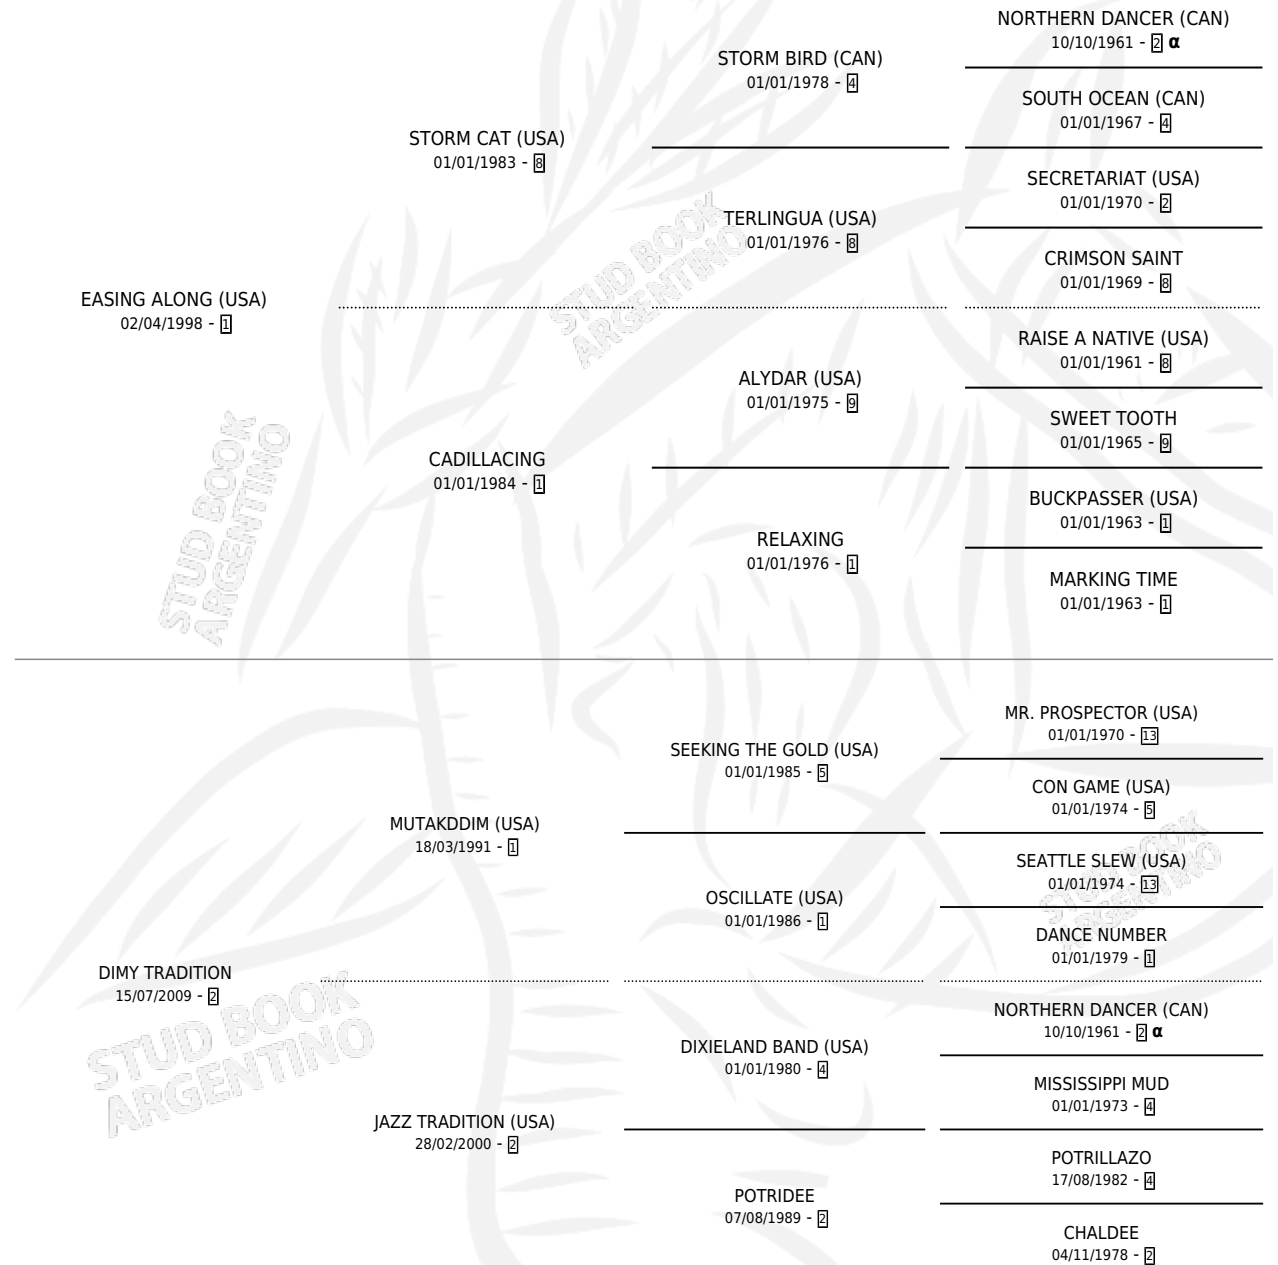 NORTHERN DANCER (CAN)
10/10/1961 - 2 α
STORM BIRD (CAN)
01/01/1978 - 4
SOUTH OCEAN (CAN)
01/01/1967 - 4
STORM CAT (USA)
01/01/1983 - 8
SECRETARIAT (USA)
01/01/1970 - 2
TERLINGUA (USA)
01/01/1976 - 8
CRIMSON SAINT
01/01/1969 - 8
EASING ALONG (USA)
02/04/1998 - 1
RAISE A NATIVE (USA)
01/01/1961 - 8
ALYDAR (USA)
01/01/1975 - 9
SWEET TOOTH
01/01/1965 - 9
CADILLACING
01/01/1984 - 1
BUCKPASSER (USA)
01/01/1963 - 1
RELAXING
01/01/1976 - 1
MARKING TIME
01/01/1963 - 1
STUD BOOK
ARGENTINO
STUD BOOK
ARGENTINO
MR. PROSPECTOR (USA)
01/01/1970 - 13
SEEKING THE GOLD (USA)
01/01/1985 - 5
CON GAME (USA)
01/01/1974 - 5
MUTAKDDIM (USA)
18/03/1991 - 1
SEATTLE SLEW (USA)
01/01/1974 - 13
OSCILLATE (USA)
01/01/1986 - 1
DANCE NUMBER
01/01/1979 - 1
DIMY TRADITION
15/07/2009 - 2
NORTHERN DANCER (CAN)
10/10/1961 - 2 α
DIXIELAND BAND (USA)
01/01/1980 - 4
MISSISSIPPI MUD
01/01/1973 - 4
JAZZ TRADITION (USA)
28/02/2000 - 2
POTRILLAZO
17/08/1982 - 4
POTRIDEE
07/08/1989 - 2
CHALDEE
04/11/1978 - 2
STUD BOOK
ARGENTINO
STUD BOOK
ARGENTINO